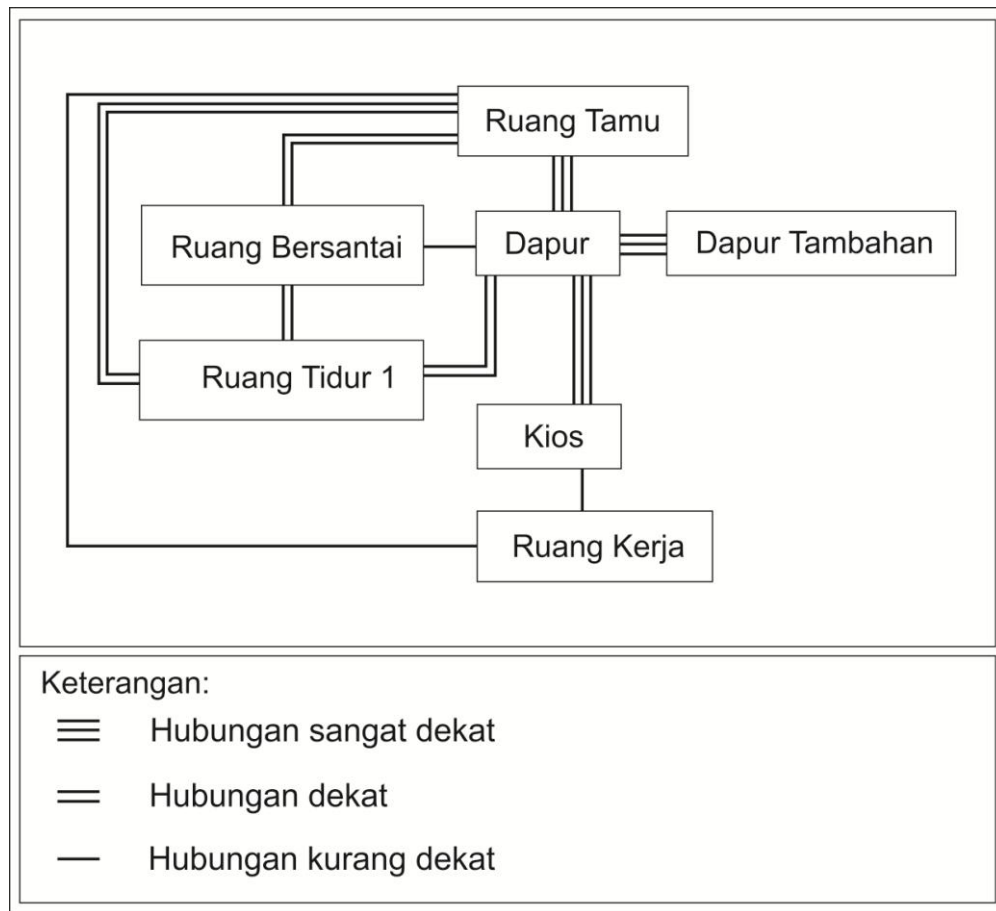 Ruang Tamu
Ruang Bersantai
Dapur
Dapur Tambahan
Ruang Tidur 1
Kios
Ruang Kerja
Keterangan:
Hubungan sangat dekat
Hubungan dekat
Hubungan kurang dekat